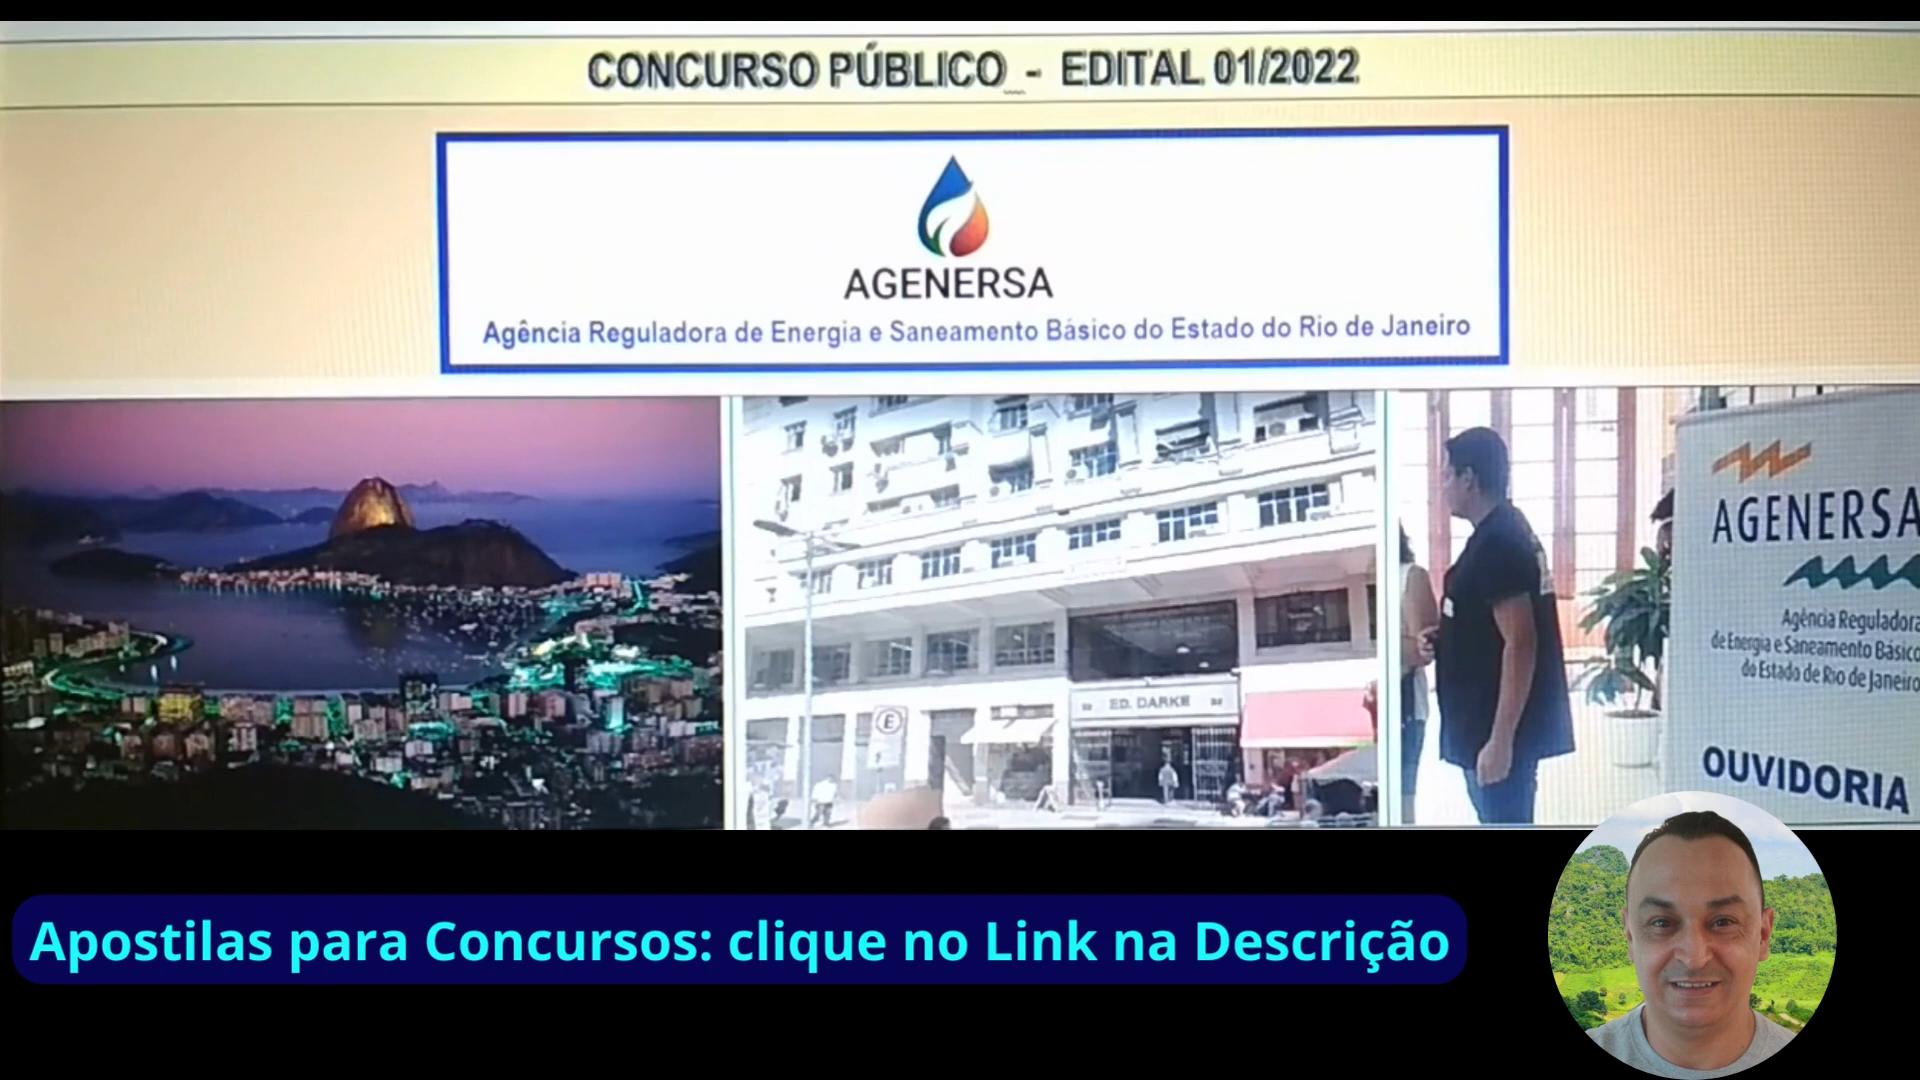 CONCURSO PÚBLICO - EDITAL 01/2022
AGENERSA
Agência Reguladora de Energia e Saneamento Básico do Estado do Rio de Janeiro
ED. DARKE
E
AGENERSA
Agência Reguladora
de Energia e Saneamento Básico
do Estado de Rio de Janeiro
OUVIDORIA
Apostilas para Concursos: clique no Link na Descrição